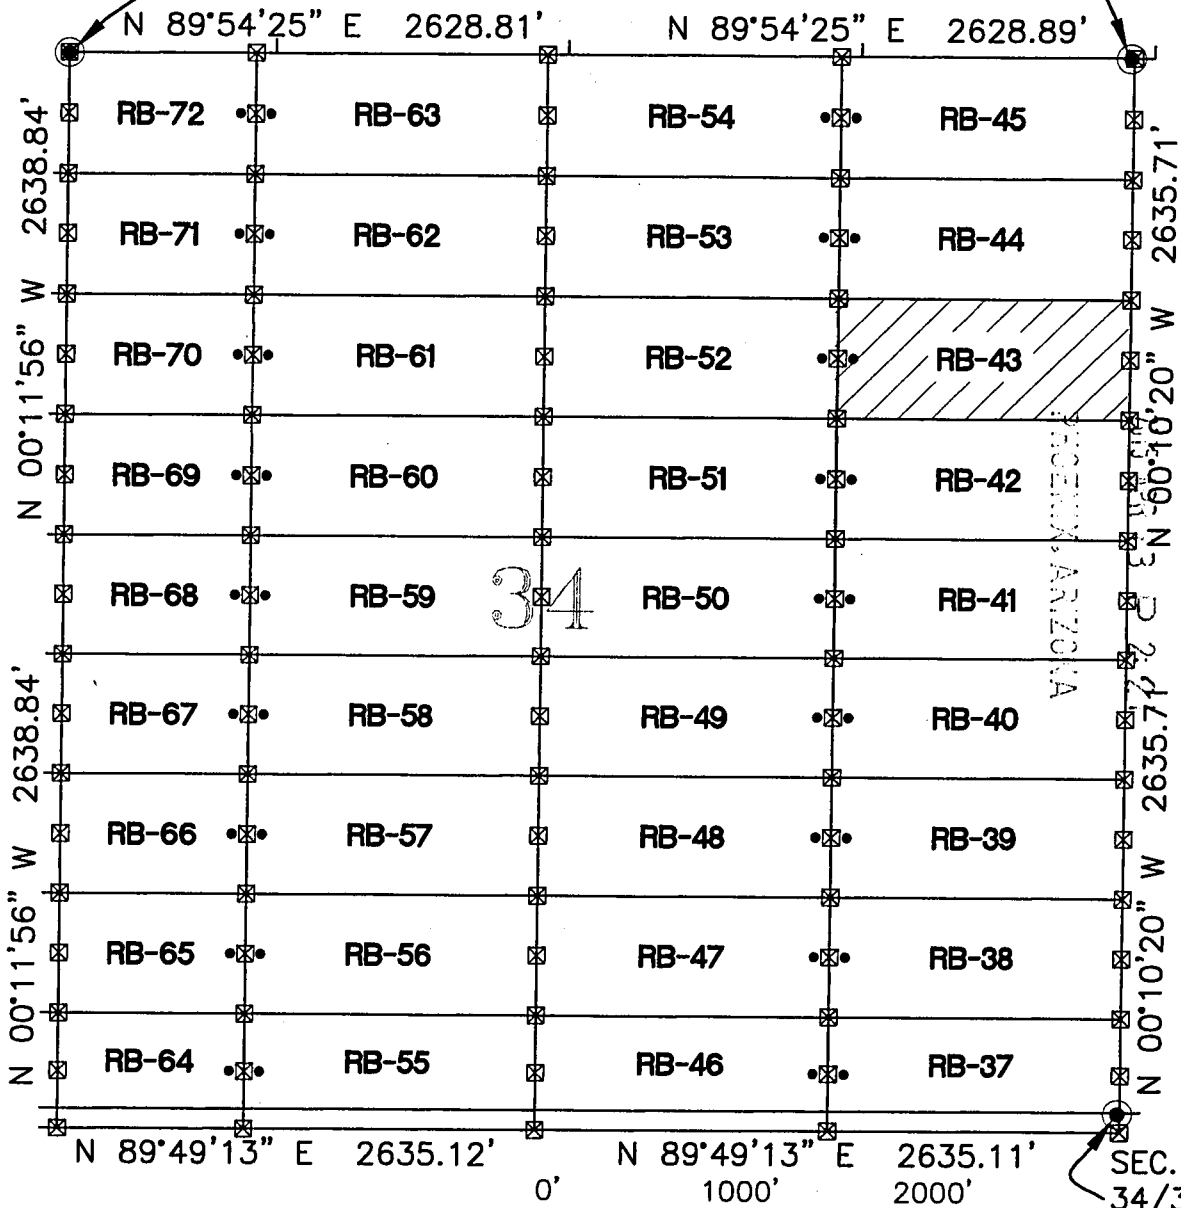 N 89°54'25" E 2628.81' N 89°54'25" E 2628.89'
N 00°11'56" W 2638.84'
N 00°10'20" W 2635.71'
RB-72 RB-63 RB-54 RB-45
RB-71 RB-62 RB-53 RB-44
RB-70 RB-61 RB-52 RB-43
RB-69 RB-60 RB-51 RB-42
RB-68 RB-59 34 RB-50 RB-41
PHOENIX, ARIZONA
RB-67 RB-58 RB-49 RB-40
RB-66 RB-57 RB-48 RB-39
RB-65 RB-56 RB-47 RB-38
RB-64 RB-55 RB-46 RB-37
N 00°11'56" W 2638.84'
N 00°10'20" W 2635.71'
N 89°49'13" E 2635.12' N 89°49'13" E 2635.11'
0' 1000' 2000'
SEC.
34/3